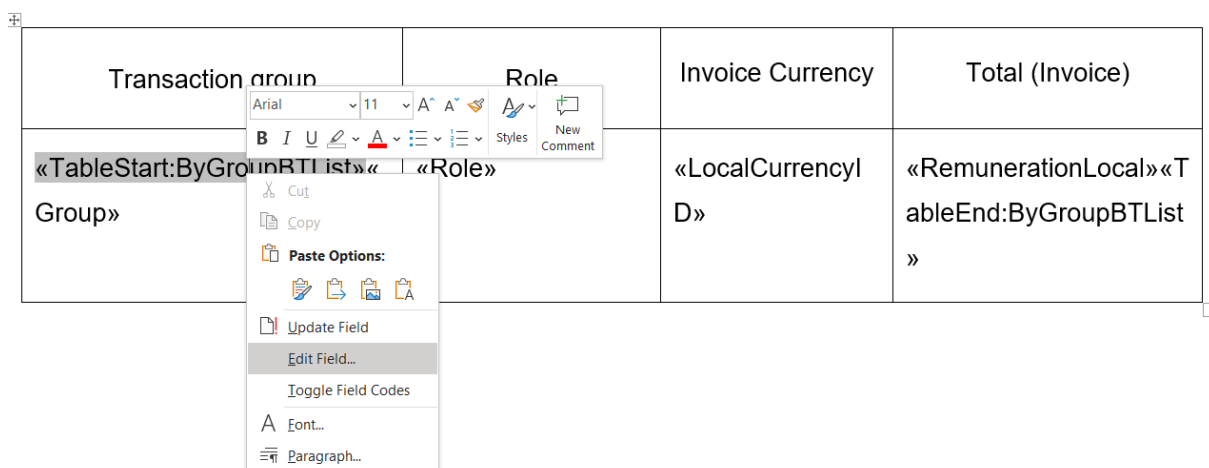 Transaction group
Role
Invoice Currency
Total (Invoice)
Arial
11
A
A
B I U A Styles
New
Comment
«TableStart:ByGroupBTList»«
Group»
«Role»
«LocalCurrencyI
D»
«RemunerationLocal»«T
ableEnd:ByGroupBTList
»
Cut
Copy
Paste Options:
Update Field
Edit Field...
Toggle Field Codes
A Font...
Paragraph...